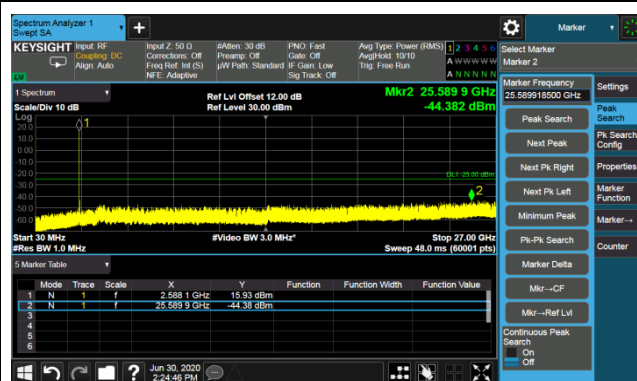 Spectrum Analyzer 1
Swept SA
+
Marker
KEYSIGHT
Input: RF
Coupling: DC
Align: Auto
Input Z: 50 Ω
Corrections: Off
Freq Ref: Int (S)
NFE: Adaptive
#Atten: 30 dB
Preamp: Off
µW Path: Standard
PNO: Fast
Gate: Off
IF Gain: Low
Sig Track: Off
Avg Type: Power (RMS)
Avg|Hold: 10/10
Trig: Free Run
1 2 3 4 5 6
A W W W W W
A N N N N N
LV
Select Marker
Marker 2
1 Spectrum
Scale/Div 10 dB
Ref Lvl Offset 12.00 dB
Ref Level 30.00 dBm
Mkr2 25.589 9 GHz
-44.382 dBm
Log
20.0
10.0
0.00
-10.0
-20.0
-30.0
-40.0
-50.0
-60.0
1
DL1 -25.00 dBm
2
Start 30 MHz
#Res BW 1.0 MHz
#Video BW 3.0 MHz*
Stop 27.00 GHz
Sweep 48.0 ms (60001 pts)
5 Marker Table
Mode Trace Scale X Y Function Function Width Function Value
1 N 1 f 2.588 1 GHz 15.93 dBm
2 N 1 f 25.589 9 GHz -44.38 dBm
3
4
5
6
Marker Frequency
25.589918500 GHz
Peak Search
Next Peak
Next Pk Right
Next Pk Left
Minimum Peak
Pk-Pk Search
Marker Delta
Mkr→CF
Mkr→Ref Lvl
Continuous Peak
Search
On
Off
Settings
Peak
Search
Pk Search
Config
Properties
Marker
Function
Marker→
Counter
?
Jun 30, 2020
2:24:46 PM